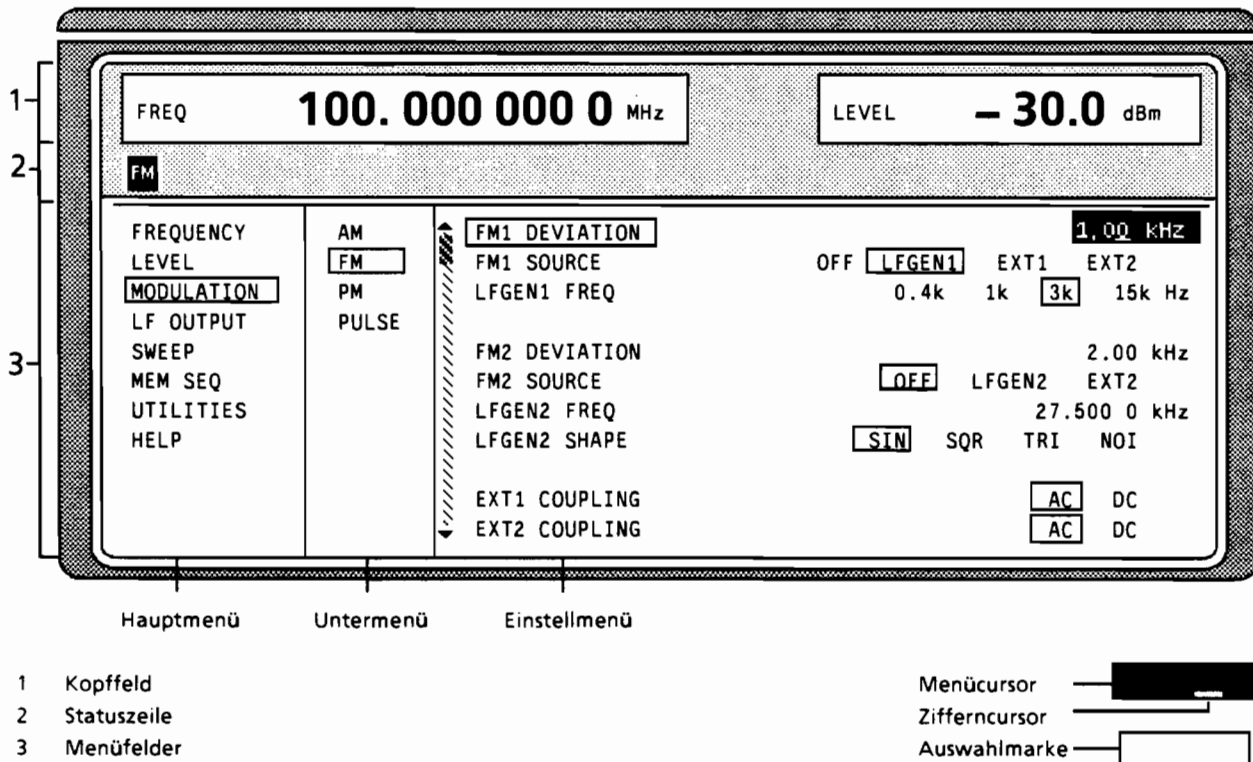 1
FREQ 100. 000 000 0 MHz LEVEL – 30.0 dBm
2
FM
3
FREQUENCY AM FM1 DEVIATION 1.00 kHz
LEVEL FM FM1 SOURCE OFF LFGEN1 EXT1 EXT2
MODULATION PM LFGEN1 FREQ 0.4k 1k 3k 15k Hz
LF OUTPUT PULSE
SWEEP FM2 DEVIATION 2.00 kHz
MEM SEQ FM2 SOURCE OFF LFGEN2 EXT2
UTILITIES LFGEN2 FREQ 27.500 0 kHz
HELP LFGEN2 SHAPE SIN SQR TRI NOI
EXT1 COUPLING AC DC
EXT2 COUPLING AC DC
Hauptmenü Untermenü Einstellmenü
1 Kopffeld Menücursor
2 Statuszeile Zifferncursor
3 Menüfelder Auswahlmarke